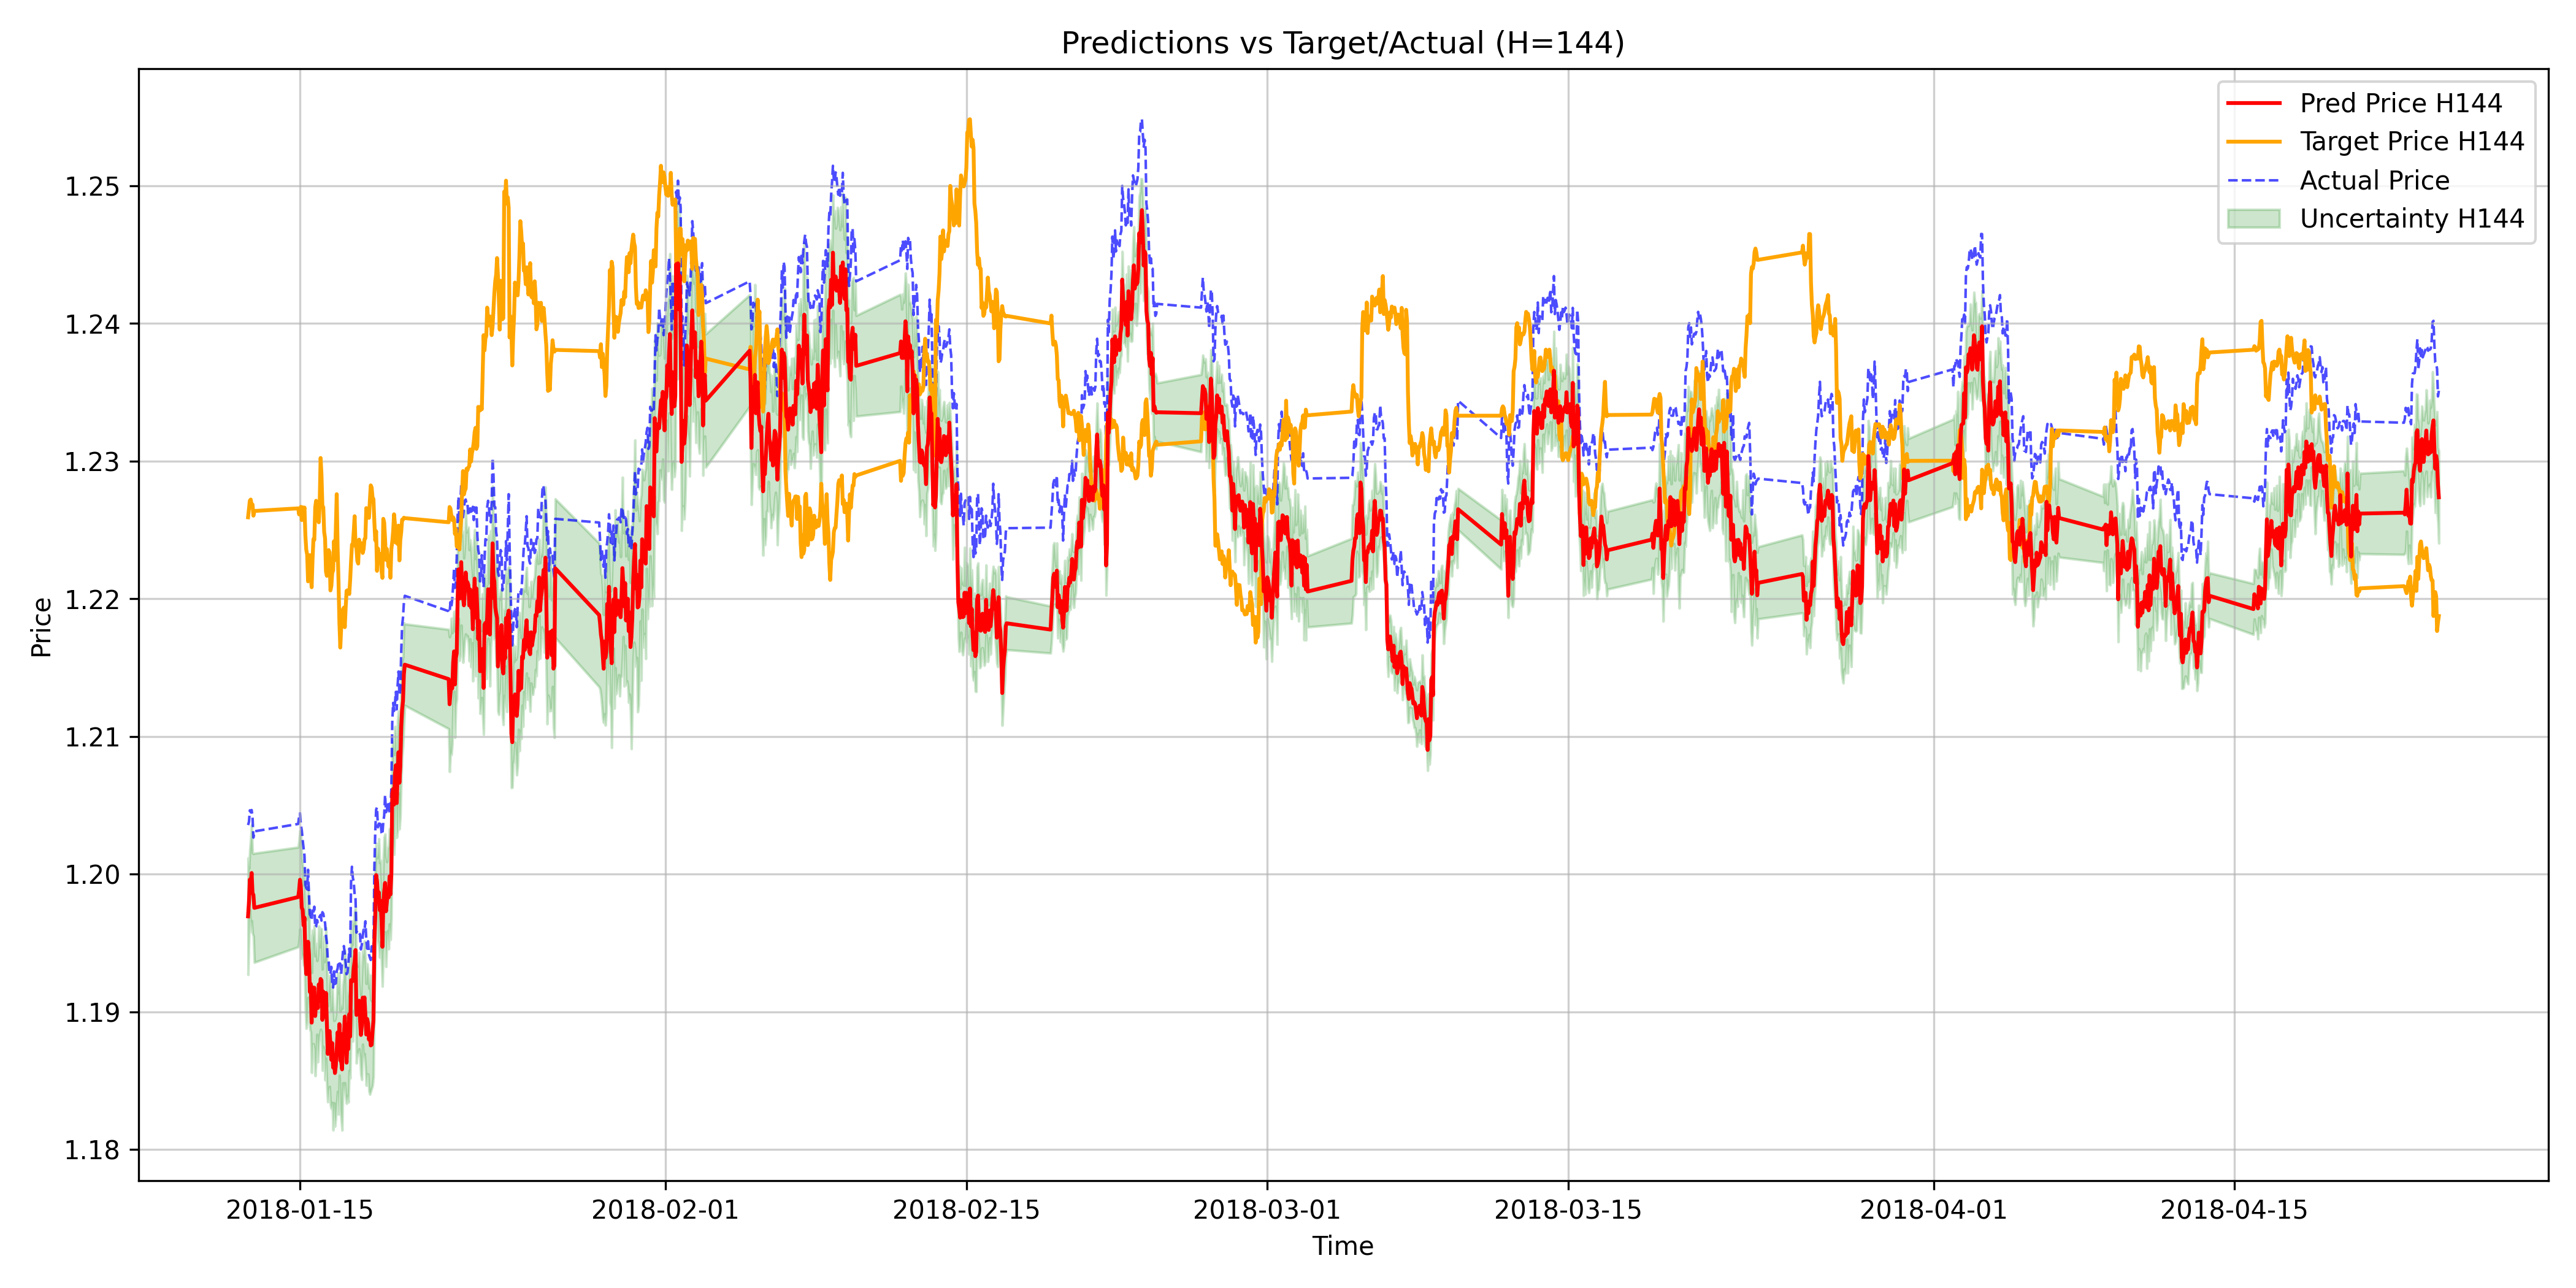 Predictions vs Target/Actual (H=144)
Pred Price H144
Target Price H144
Actual Price
Uncertainty H144
Price
1.25
1.24
1.23
1.22
1.21
1.20
1.19
1.18
2018-01-15
2018-02-01
2018-02-15
2018-03-01
2018-03-15
2018-04-01
2018-04-15
Time